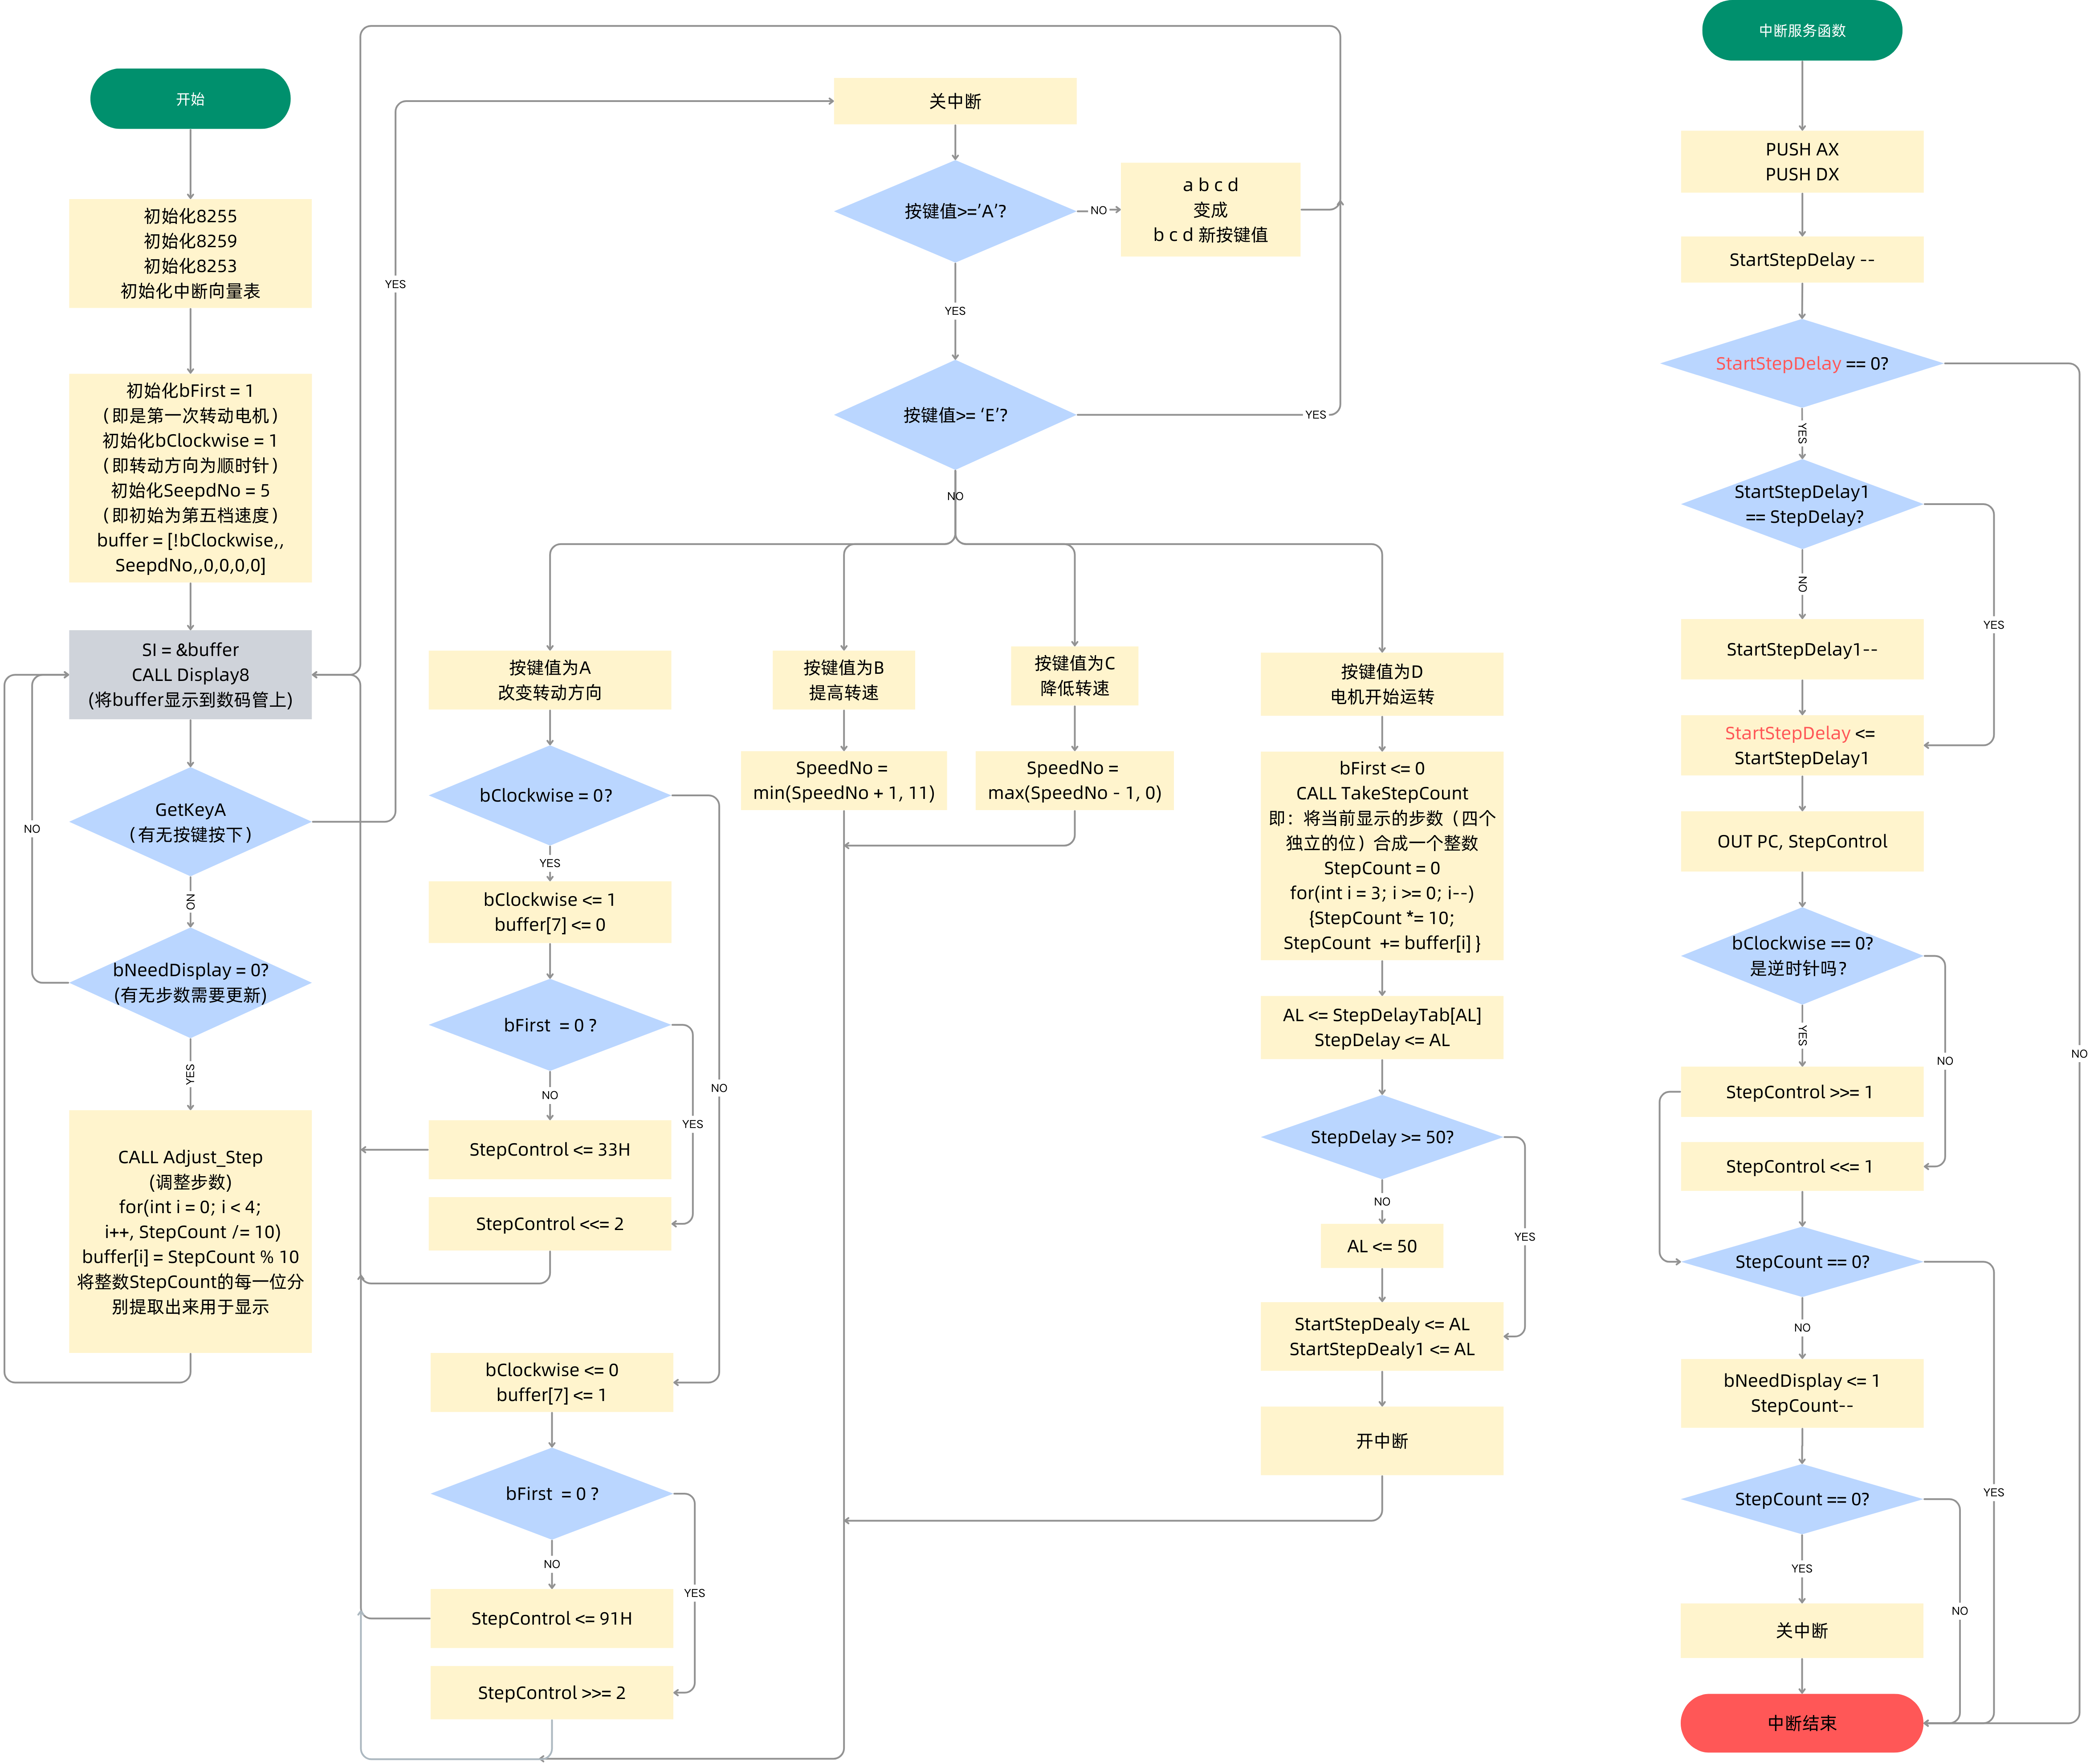 开始
初始化8255
初始化8259
初始化8253
初始化中断向量表
初始化bFirst = 1
（即是第一次转动电机）
初始化bClockwise = 1
（即转动方向为顺时针）
初始化SeepdNo = 5
（即初始为第五档速度）
buffer = [!bClockwise,,
SeepdNo,,0,0,0,0]
SI = &buffer
CALL Display8
(将buffer显示到数码管上)
GetKeyA
（有无按键按下）
YES
NO
NO
bNeedDisplay = 0?
(有无步数需要更新)
YES
CALL Adjust_Step
(调整步数)
for(int i = 0; i < 4;
i++, StepCount /= 10)
buffer[i] = StepCount % 10
将整数StepCount的每一位分
别提取出来用于显示
关中断
按键值>=’A’?
NO
a b c d
变成
b c d 新按键值
YES
按键值>= ‘E’?
YES
NO
按键值为A
改变转动方向
bClockwise = 0?
YES
NO
bClockwise <= 1
buffer[7] <= 0
bFirst = 0 ?
NO
YES
StepControl <= 33H
StepControl <<= 2
bClockwise <= 0
buffer[7] <= 1
bFirst = 0 ?
NO
YES
StepControl <= 91H
StepControl >>= 2
按键值为B
提高转速
SpeedNo =
min(SpeedNo + 1, 11)
按键值为C
降低转速
SpeedNo =
max(SpeedNo - 1, 0)
按键值为D
电机开始运转
bFirst <= 0
CALL TakeStepCount
即：将当前显示的步数（四个
独立的位）合成一个整数
StepCount = 0
for(int i = 3; i >= 0; i--)
{StepCount *= 10;
StepCount += buffer[i] }
AL <= StepDelayTab[AL]
StepDelay <= AL
StepDelay >= 50?
NO
YES
AL <= 50
StartStepDealy <= AL
StartStepDealy1 <= AL
开中断
中断服务函数
PUSH AX
PUSH DX
StartStepDelay --
StartStepDelay == 0?
YES
NO
StartStepDelay1
== StepDelay?
NO
YES
StartStepDelay1--
StartStepDelay <=
StartStepDelay1
OUT PC, StepControl
bClockwise == 0?
是逆时针吗？
YES
NO
StepControl >>= 1
StepControl <<= 1
StepCount == 0?
NO
YES
bNeedDisplay <= 1
StepCount--
StepCount == 0?
YES
NO
关中断
中断结束